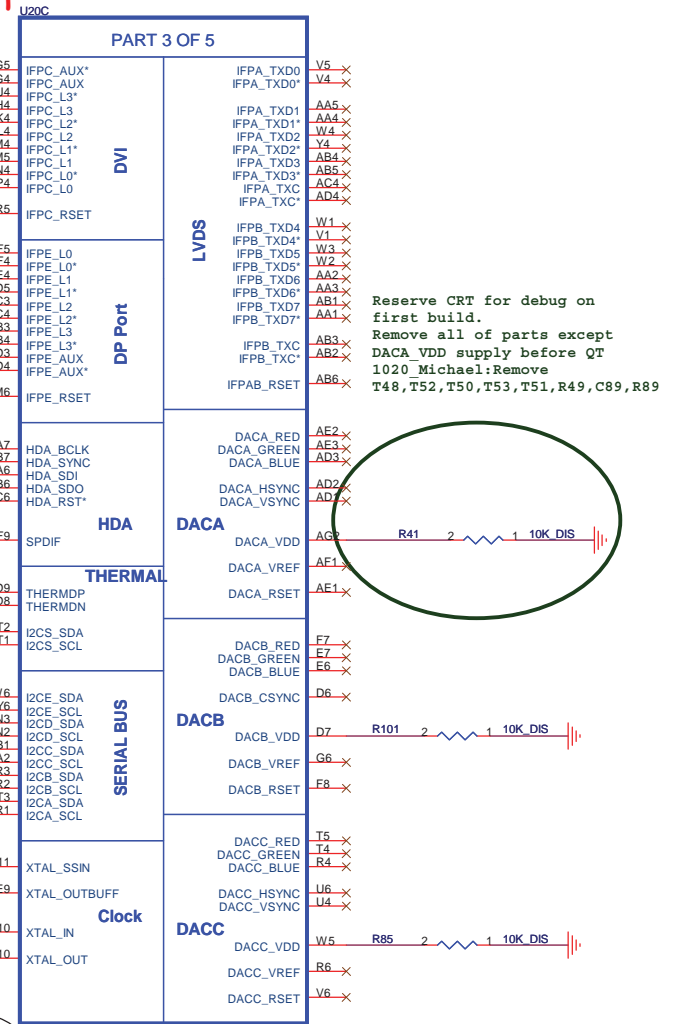 U20C
PART 3 OF 5
IFPC_AUX*
IFPC_AUX
IFPC_L3*
IFPC_L3
IFPC_L2*
IFPC_L2
IFPC_L1*
IFPC_L1
IFPC_L0*
IFPC_L0
IFPC_RSET
DVI
IFPE_L0
IFPE_L0*
IFPE_L1
IFPE_L1*
IFPE_L2
IFPE_L2*
IFPE_L3
IFPE_L3*
IFPE_AUX
IFPE_AUX*
IFPE_RSET
DP Port
HDA_BCLK
HDA_SYNC
HDA_SDI
HDA_SDO
HDA_RST*
HDA
SPDIF
THERMAL
THERMDP
THERMDN
I2CS_SDA
I2CS_SCL
I2CE_SDA
I2CE_SCL
I2CD_SDA
I2CD_SCL
I2CC_SDA
I2CC_SCL
I2CB_SDA
I2CB_SCL
I2CA_SDA
I2CA_SCL
SERIAL BUS
XTAL_SSIN
XTAL_OUTBUFF
Clock
XTAL_IN
XTAL_OUT
LVDS
IFPA_TXD0 V5
IFPA_TXD0* V4
IFPA_TXD1 AA5
IFPA_TXD1* AA4
IFPA_TXD2 W4
IFPA_TXD2* Y4
IFPA_TXD3 AB4
IFPA_TXD3* AB5
IFPA_TXC AC4
IFPA_TXC* AD4
IFPB_TXD4 W1
IFPB_TXD4* V1
IFPB_TXD5 W3
IFPB_TXD5* W2
IFPB_TXD6 AA2
IFPB_TXD6* AA3
IFPB_TXD7 AB1
IFPB_TXD7* AA1
IFPB_TXC AB3
IFPB_TXC* AB2
IFPAB_RSET AB6
Reserve CRT for debug on
first build.
Remove all of parts except
DACA_VDD supply before QT
1020_Michael:Remove
T48,T52,T50,T53,T51,R49,C89,R89
DACA_RED AE2
DACA_GREEN AE3
DACA_BLUE AD3
DACA_HSYNC AD2
DACA_VSYNC AD1
DACA
DACA_VDD AG2 R41 2 1 10K_DIS
DACA_VREF AF1
DACA_RSET AE1
DACB_RED F7
DACB_GREEN E7
DACB_BLUE E6
DACB_CSYNC D6
DACB
DACB_VDD D7 R101 2 1 10K_DIS
DACB_VREF G6
DACB_RSET F8
DACC_RED T5
DACC_GREEN T4
DACC_BLUE R4
DACC_HSYNC U6
DACC_VSYNC U4
DACC
DACC_VDD W5 R85 2 1 10K_DIS
DACC_VREF R6
DACC_RSET V6